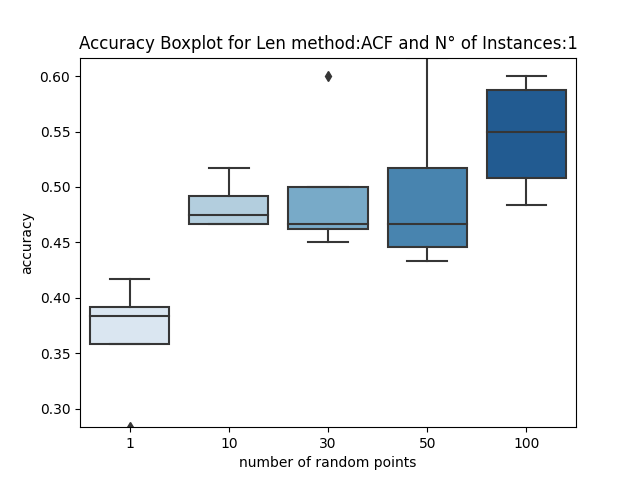 Accuracy Boxplot for Len method:ACF and N° of Instances:1
0.60
0.55
0.50
0.45
0.40
0.35
0.30
accuracy
1 10 30 50 100
number of random points